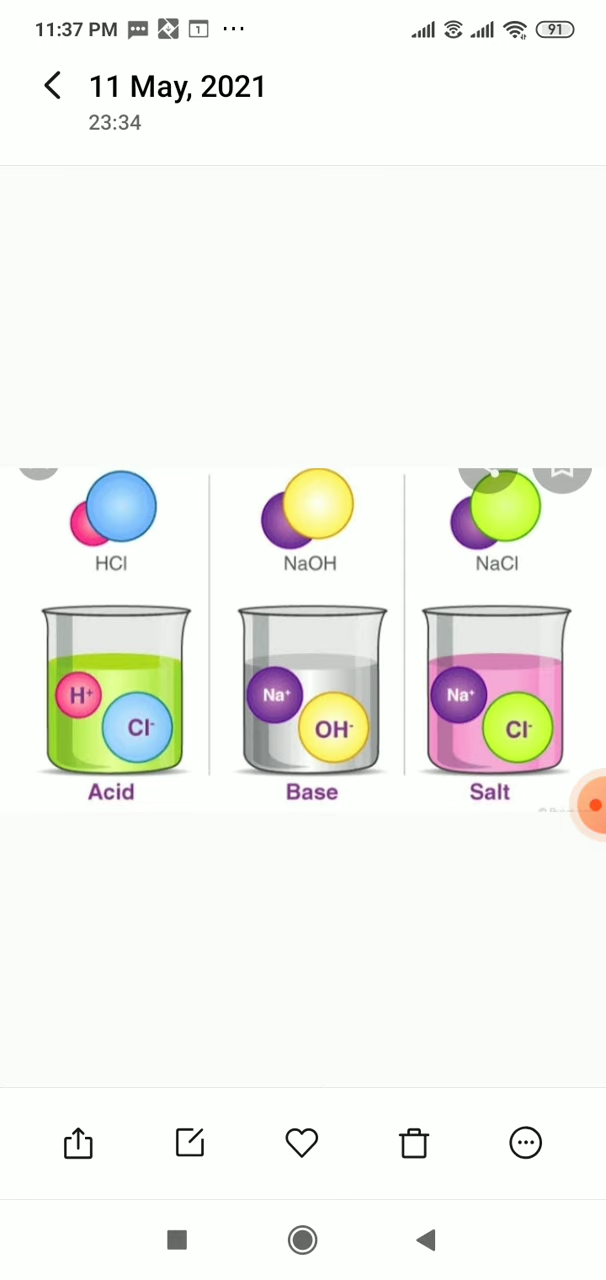 11:37 PM 1 ... 91
11 May, 2021
23:34
HCl NaOH NaCl
H+ Cl- Na+ OH- Na+ Cl-
Acid Base Salt